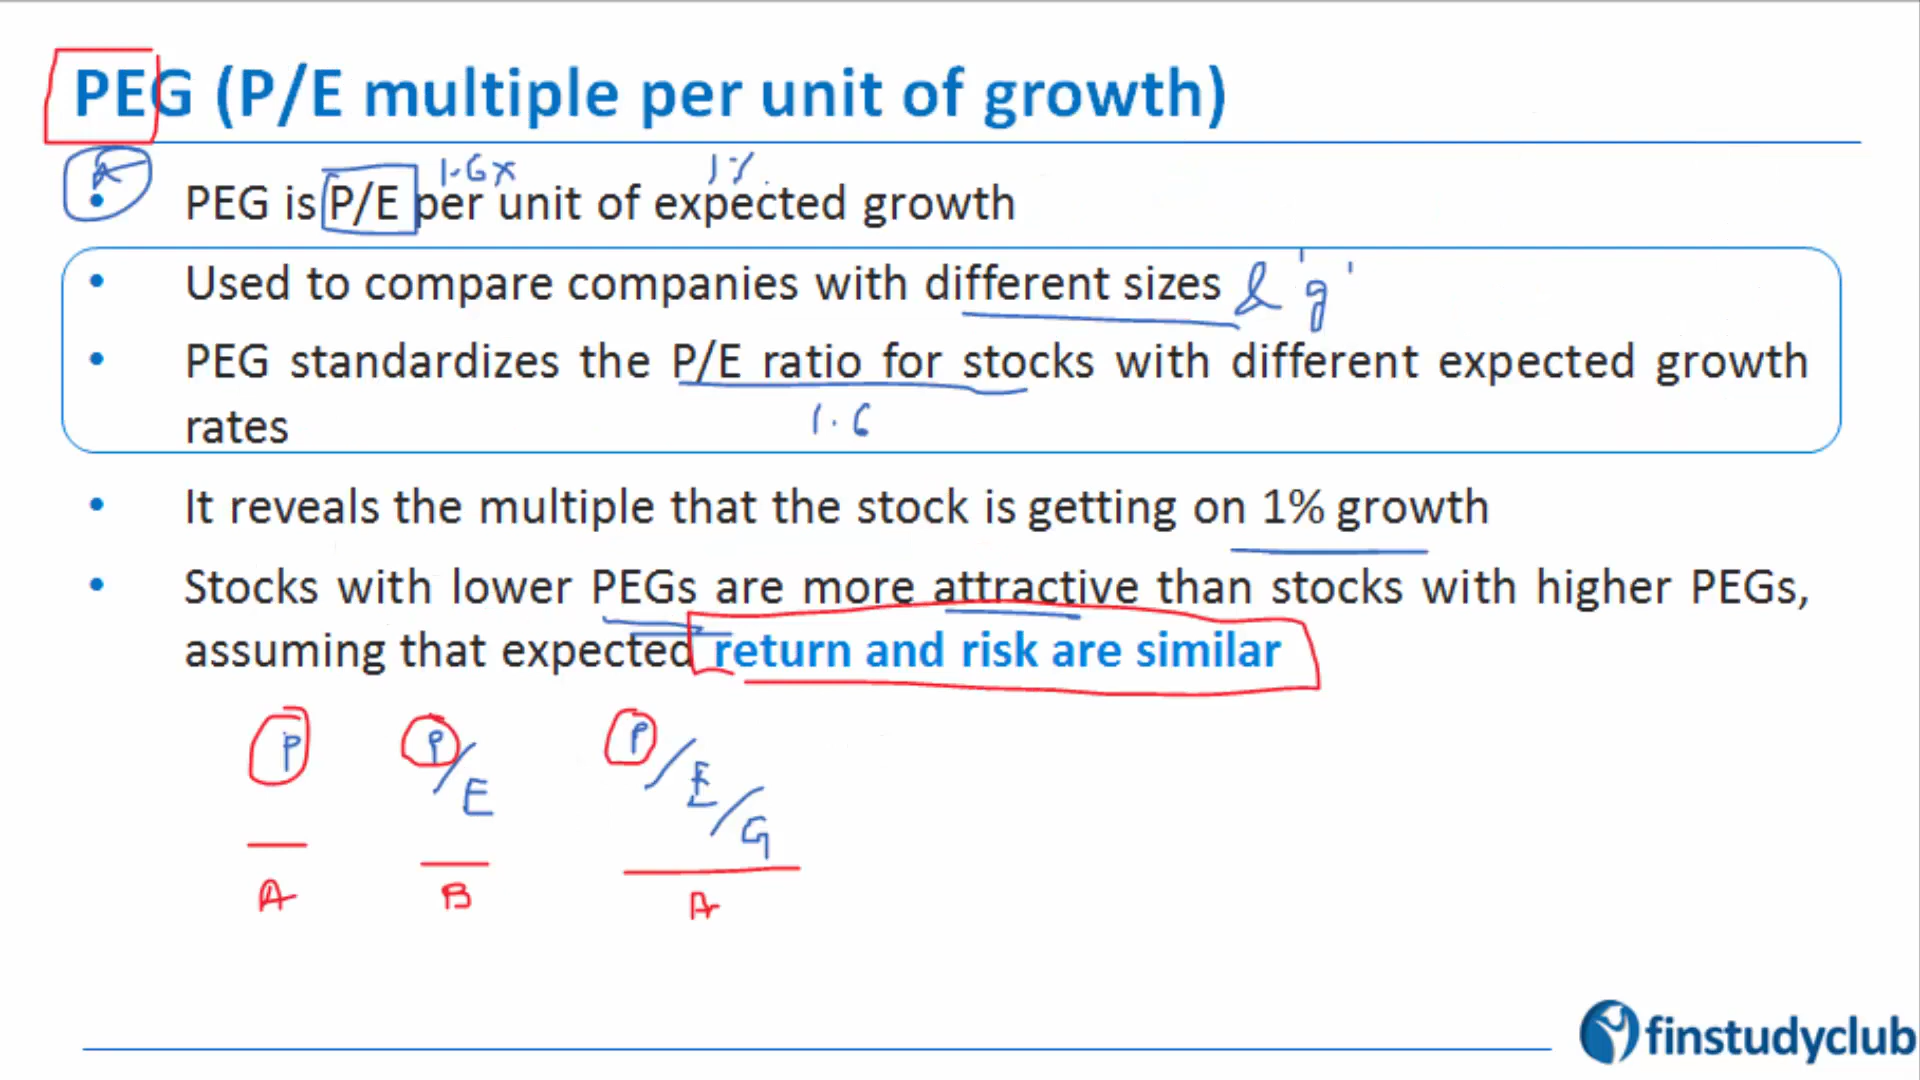 PEG (P/E multiple per unit of growth)
1.6x 1%
• PEG is P/E per unit of expected growth
• Used to compare companies with different sizes & 'g'
• PEG standardizes the P/E ratio for stocks with different expected growth
rates
1.6
• It reveals the multiple that the stock is getting on 1% growth
• Stocks with lower PEGs are more attractive than stocks with higher PEGs,
assuming that expected return and risk are similar
P P/E P/E/G
A B A
finstudyclub